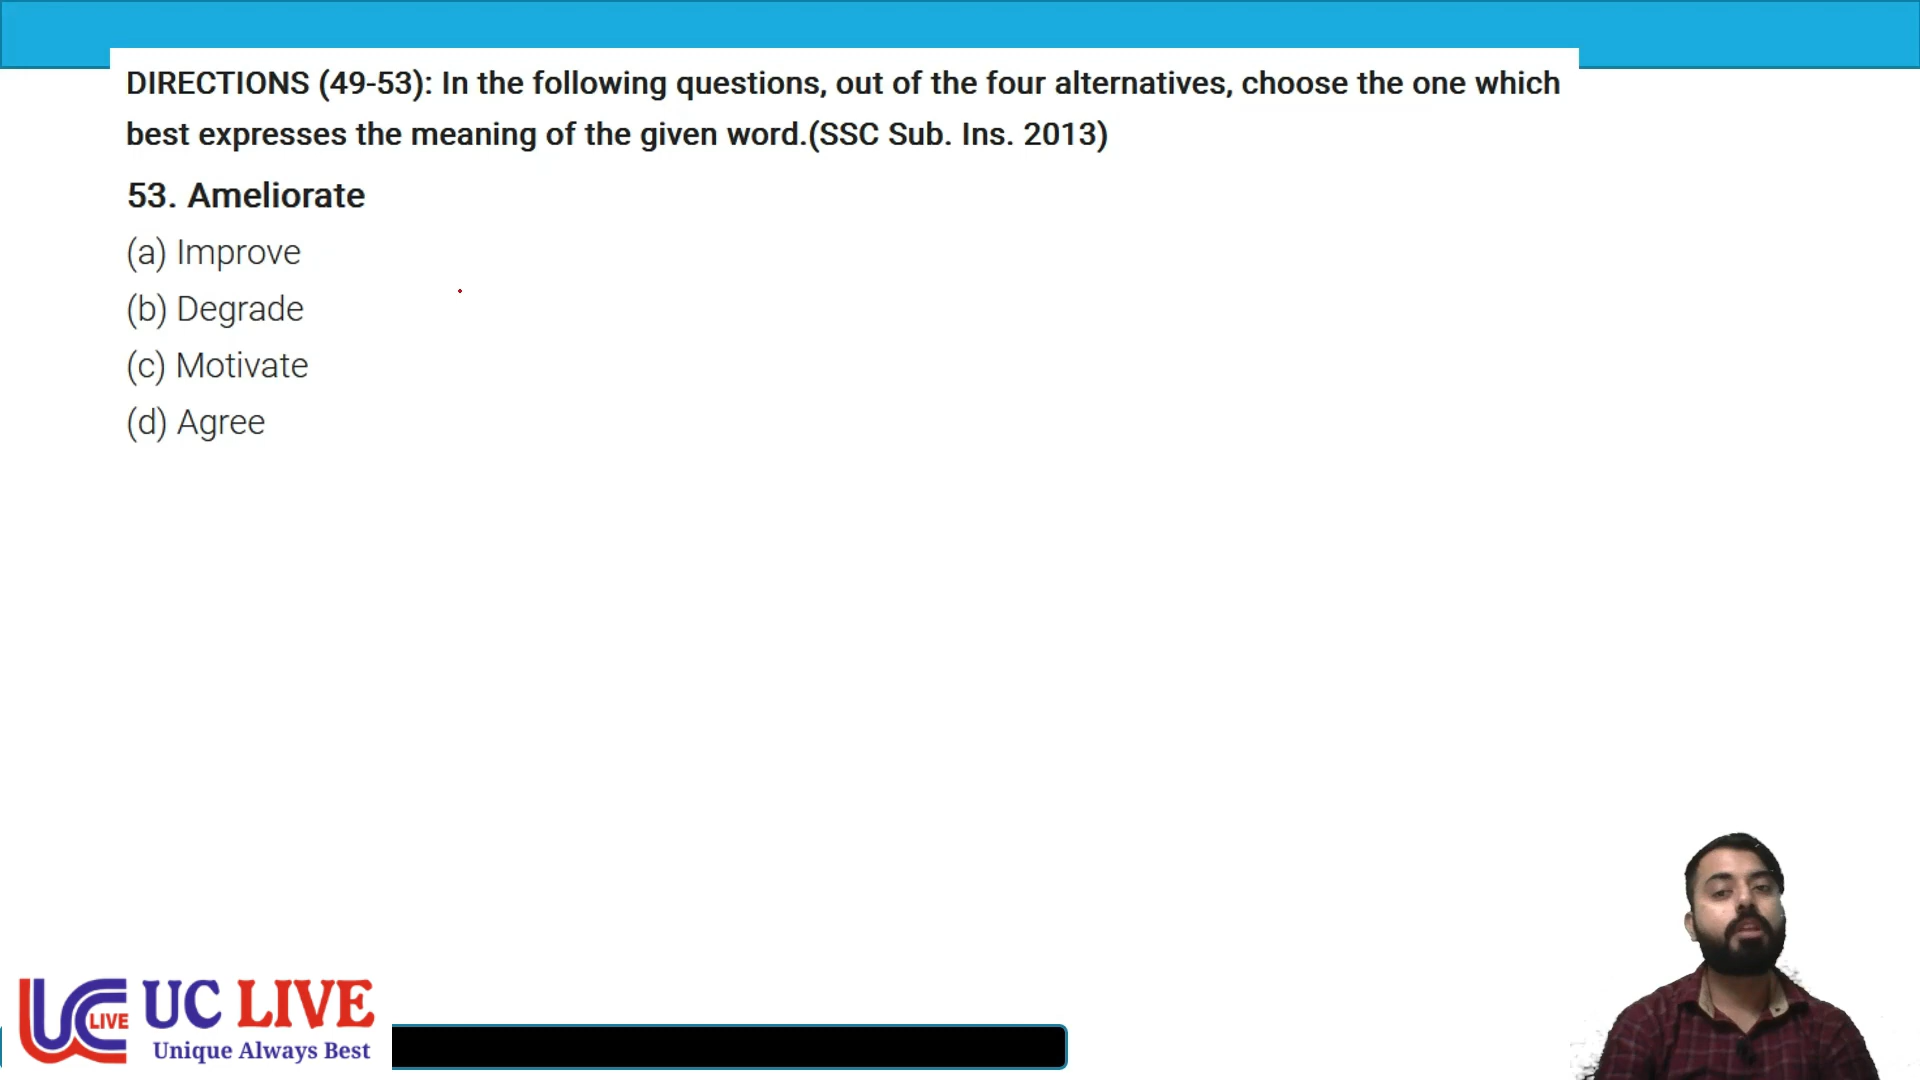 DIRECTIONS (49-53): In the following questions, out of the four alternatives, choose the one which
best expresses the meaning of the given word.(SSC Sub. Ins. 2013)
53. Ameliorate
(a) Improve
(b) Degrade
(c) Motivate
(d) Agree
UC LIVE
LIVE
Unique Always Best